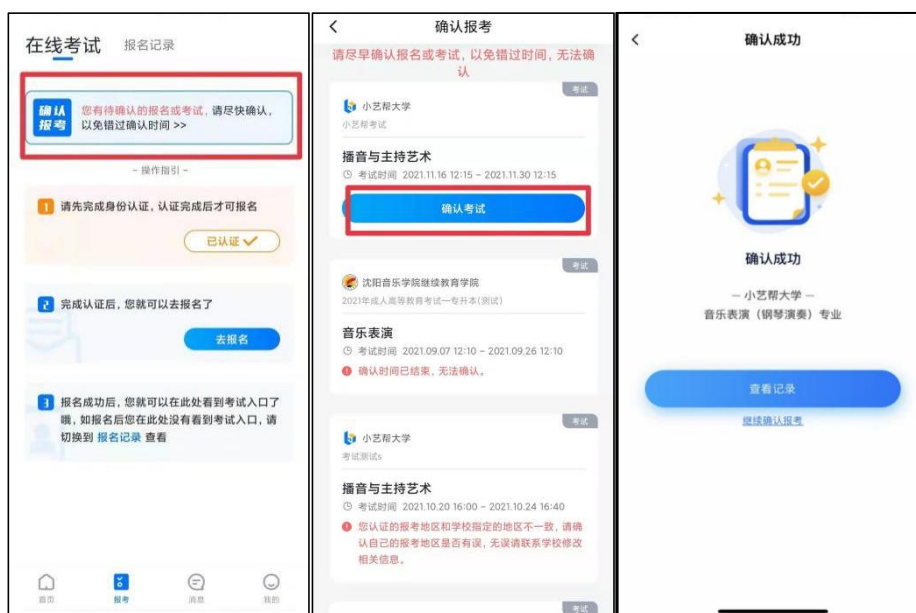 在线考试 报名记录
确认
报考
您有待确认的报名或考试，请尽快确认，
以免错过确认时间 >>
- 操作指引 -
1 请先完成身份认证，认证完成后才可报名
已认证
2 完成认证后，您就可以去报名了
去报名
3 报名成功后，您就可以在此处看到考试入口了
哦，如报名后您在此处没有看到考试入口，请
切换到 报名记录 查看
首页 报考 消息 我的
确认报考
请尽早确认报名或考试，以免错过时间，无法确
认
考试
小艺帮大学
小艺帮考试
播音与主持艺术
考试时间 2021.11.16 12:15 - 2021.11.30 12:15
确认考试
考试
沈阳音乐学院继续教育学院
2021年成人高等教育考试—专升本(测试)
音乐表演
考试时间 2021.09.07 12:10 - 2021.09.26 12:10
确认时间已结束，无法确认。
考试
小艺帮大学
考试测试s
播音与主持艺术
考试时间 2021.10.20 16:00 - 2021.10.24 16:40
您认证的报考地区和学校指定的地区不一致，请确
认自己的报考地区是否有误，无误请联系学校修改
相关信息。
考试
确认成功
确认成功
— 小艺帮大学 —
音乐表演（钢琴演奏）专业
查看记录
继续确认报考